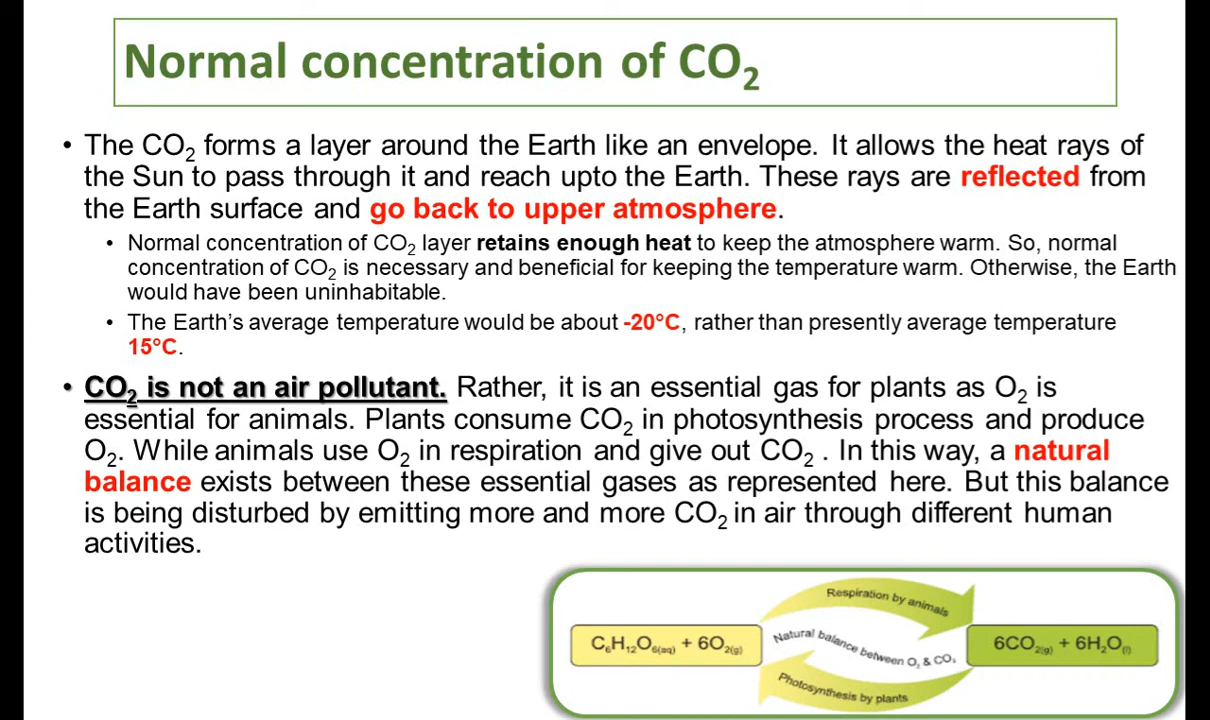 Normal concentration of CO₂
• The CO₂ forms a layer around the Earth like an envelope. It allows the heat rays of
the Sun to pass through it and reach upto the Earth. These rays are reflected from
the Earth surface and go back to upper atmosphere.
• Normal concentration of CO₂ layer retains enough heat to keep the atmosphere warm. So, normal
concentration of CO₂ is necessary and beneficial for keeping the temperature warm. Otherwise, the Earth
would have been uninhabitable.
• The Earth's average temperature would be about -20°C, rather than presently average temperature
15°C.
• CO₂ is not an air pollutant. Rather, it is an essential gas for plants as O₂ is
essential for animals. Plants consume CO₂ in photosynthesis process and produce
O₂. While animals use O₂ in respiration and give out CO₂ . In this way, a natural
balance exists between these essential gases as represented here. But this balance
is being disturbed by emitting more and more CO₂ in air through different human
activities.
Respiration by animals
C₆H₁₂O₆(aq) + 6O₂(g)
Natural balance between O₂ & CO₂
6CO₂(g) + 6H₂O(l)
Photosynthesis by plants